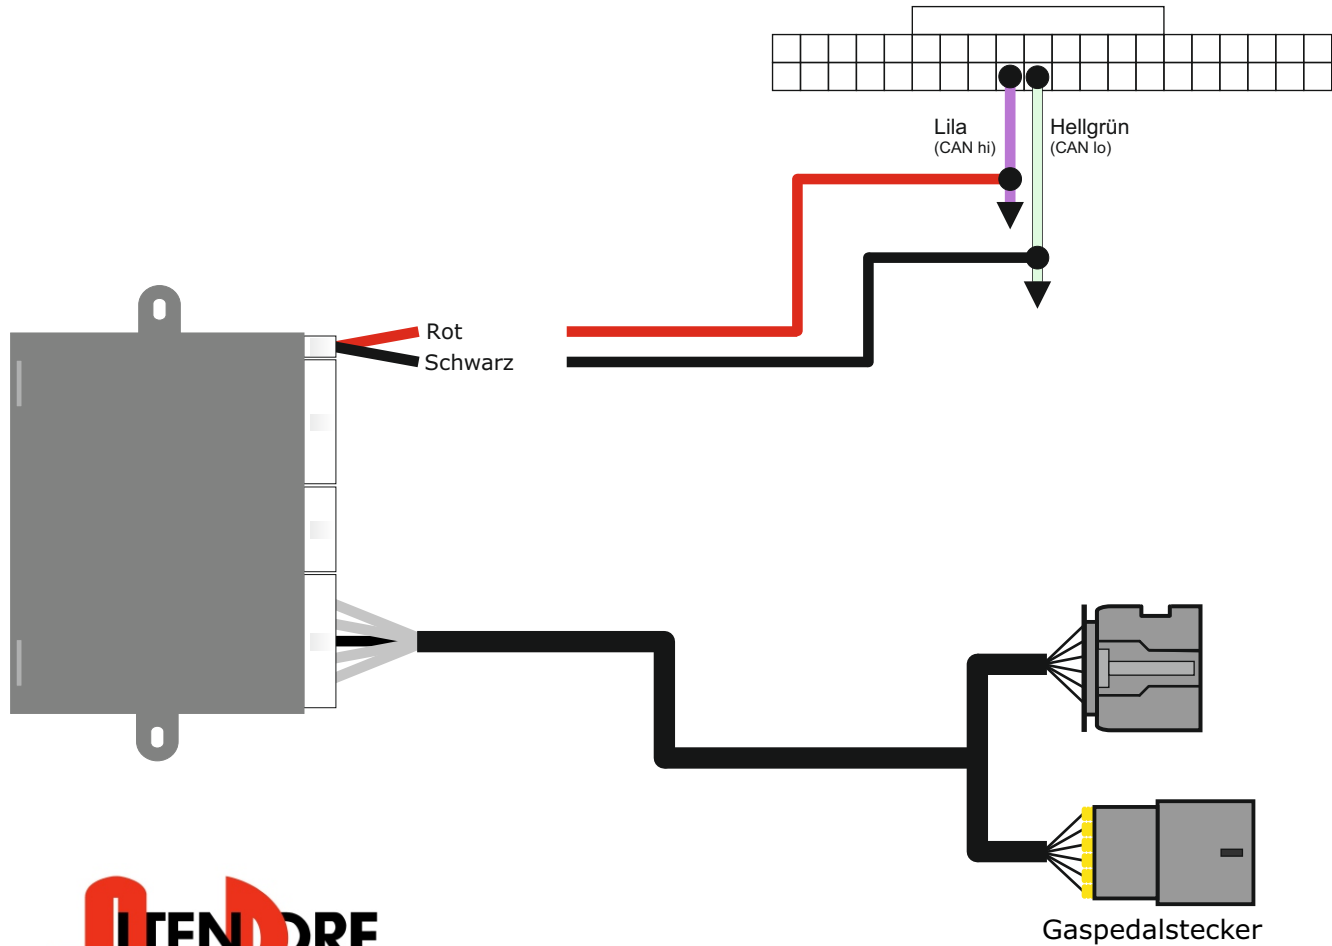 Lila
(CAN hi)
Hellgrün
(CAN lo)
Rot
Schwarz
Gaspedalstecker